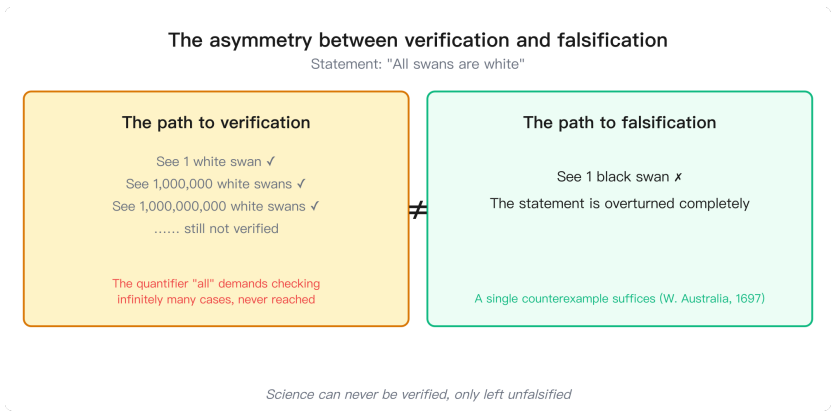 The asymmetry between verification and falsification
Statement: "All swans are white"
The path to verification
See 1 white swan ✓
See 1,000,000 white swans ✓
See 1,000,000,000 white swans ✓
…… still not verified
The quantifier "all" demands checking
infinitely many cases, never reached
≠
The path to falsification
See 1 black swan ✗
The statement is overturned completely
A single counterexample suffices (W. Australia, 1697)
Science can never be verified, only left unfalsified